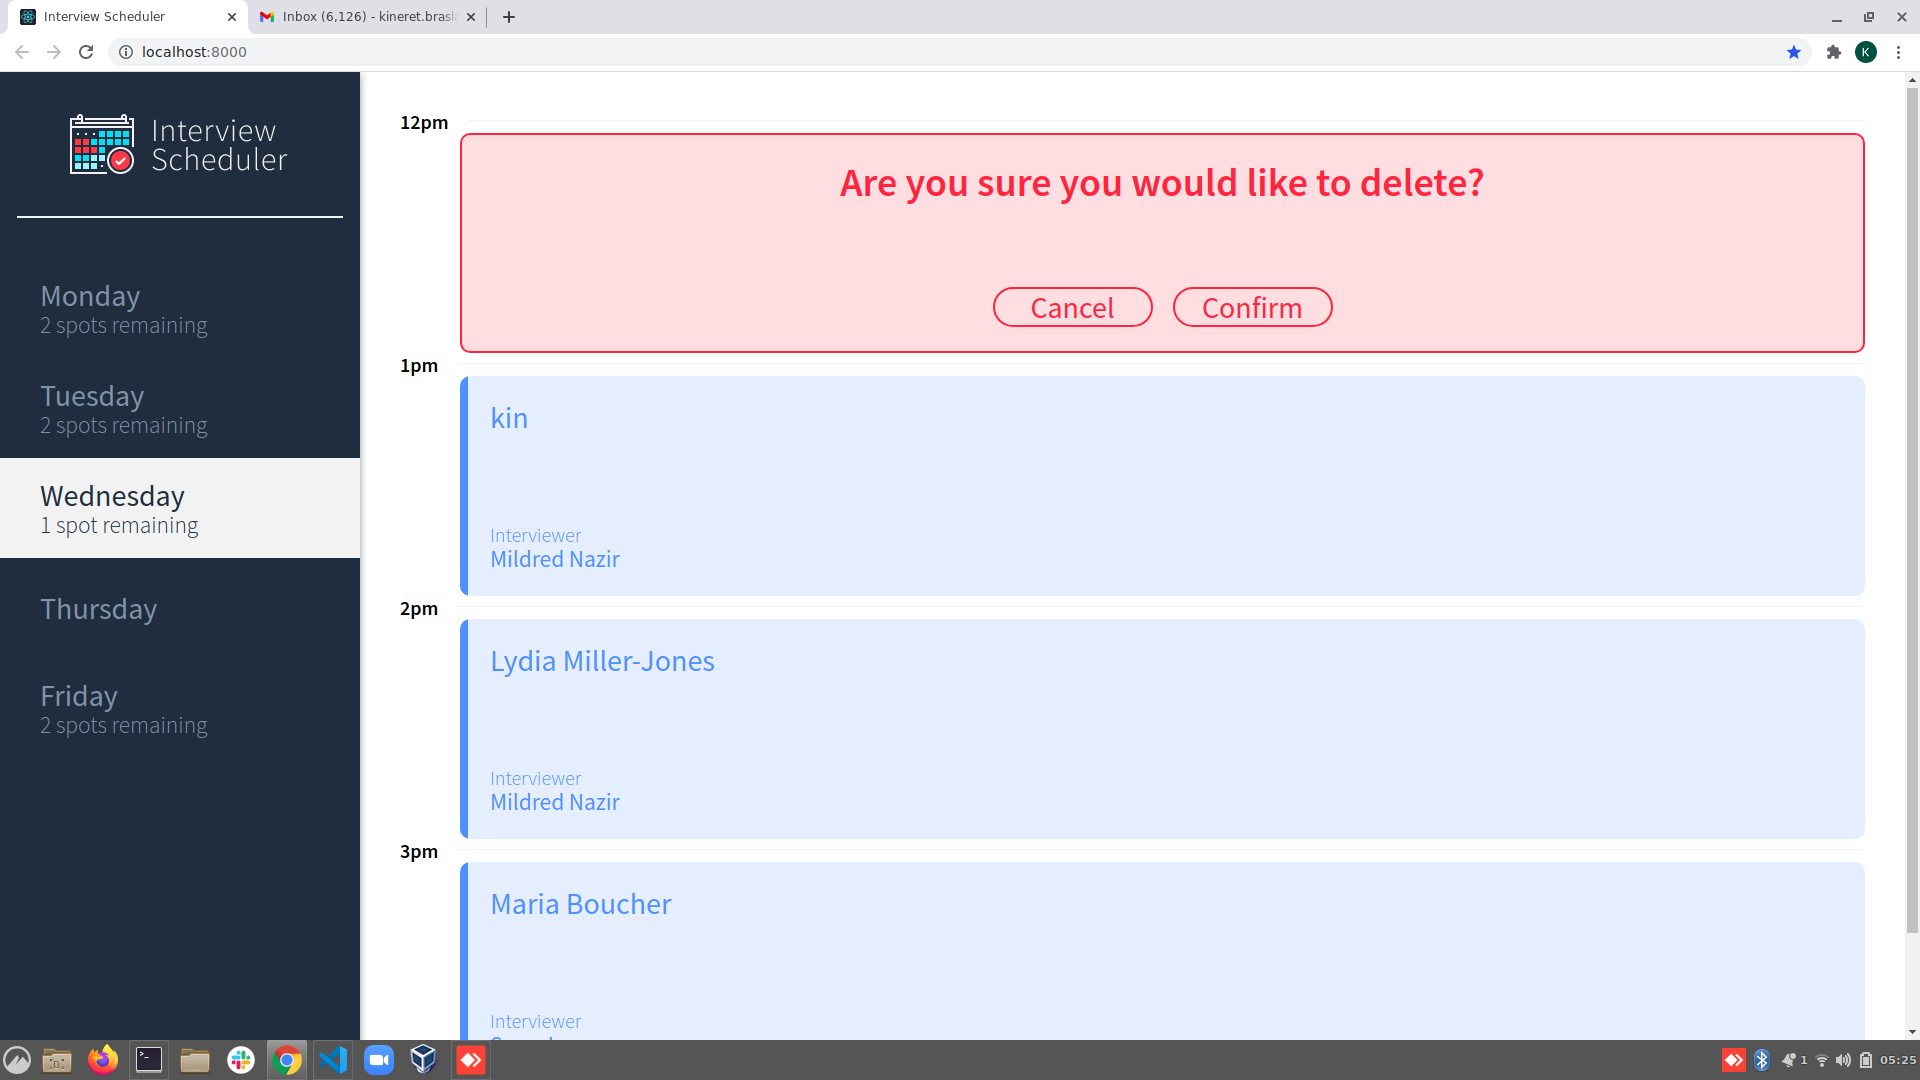 Interview Scheduler
Inbox (6,126) - kineret.brasl
localhost:8000
K
Interview
Scheduler
Monday
2 spots remaining
Tuesday
2 spots remaining
Wednesday
1 spot remaining
Thursday
Friday
2 spots remaining
12pm
Are you sure you would like to delete?
Cancel
Confirm
1pm
kin
Interviewer
Mildred Nazir
2pm
Lydia Miller-Jones
Interviewer
Mildred Nazir
3pm
Maria Boucher
Interviewer
1
05:25